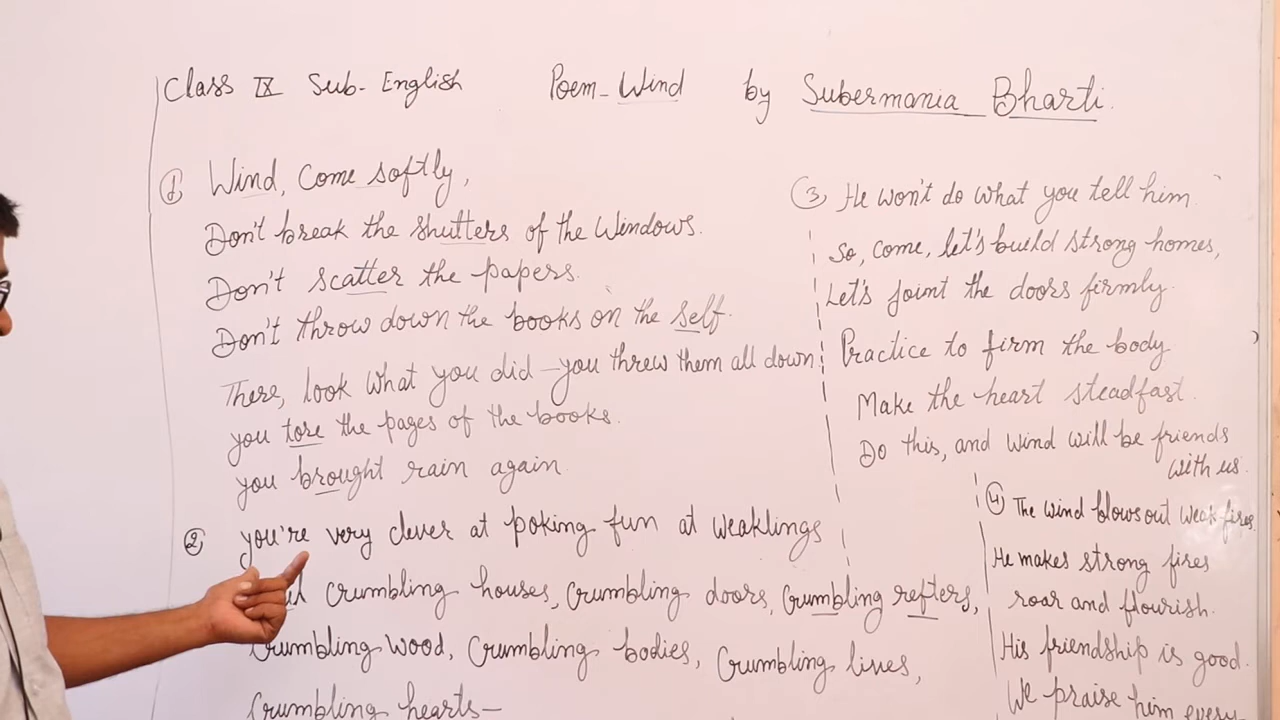 Class IX Sub- English Poem- Wind by Subermania Bharti.
① Wind, Come softly,
Don't break the shutters of the Windows.
Don't scatter the papers.
Don't throw down the books on the self.
There, look what you did - you threw them all down.
you tore the pages of the books.
you brought rain again.
② you're very clever at poking fun at weaklings
crumbling houses, crumbling doors, crumbling refters,
Crumbling wood, Crumbling bodies, Crumbling lives,
Crumbling hearts-
③ He won't do what you tell him.
So, come, let's build strong homes,
Let's joint the doors firmly.
Practice to firm the body
Make the heart steadfast.
Do this, and wind will be friends
with us.
④ The wind blows out weak fires.
He makes strong fires
roar and flourish.
His friendship is good.
We praise him every